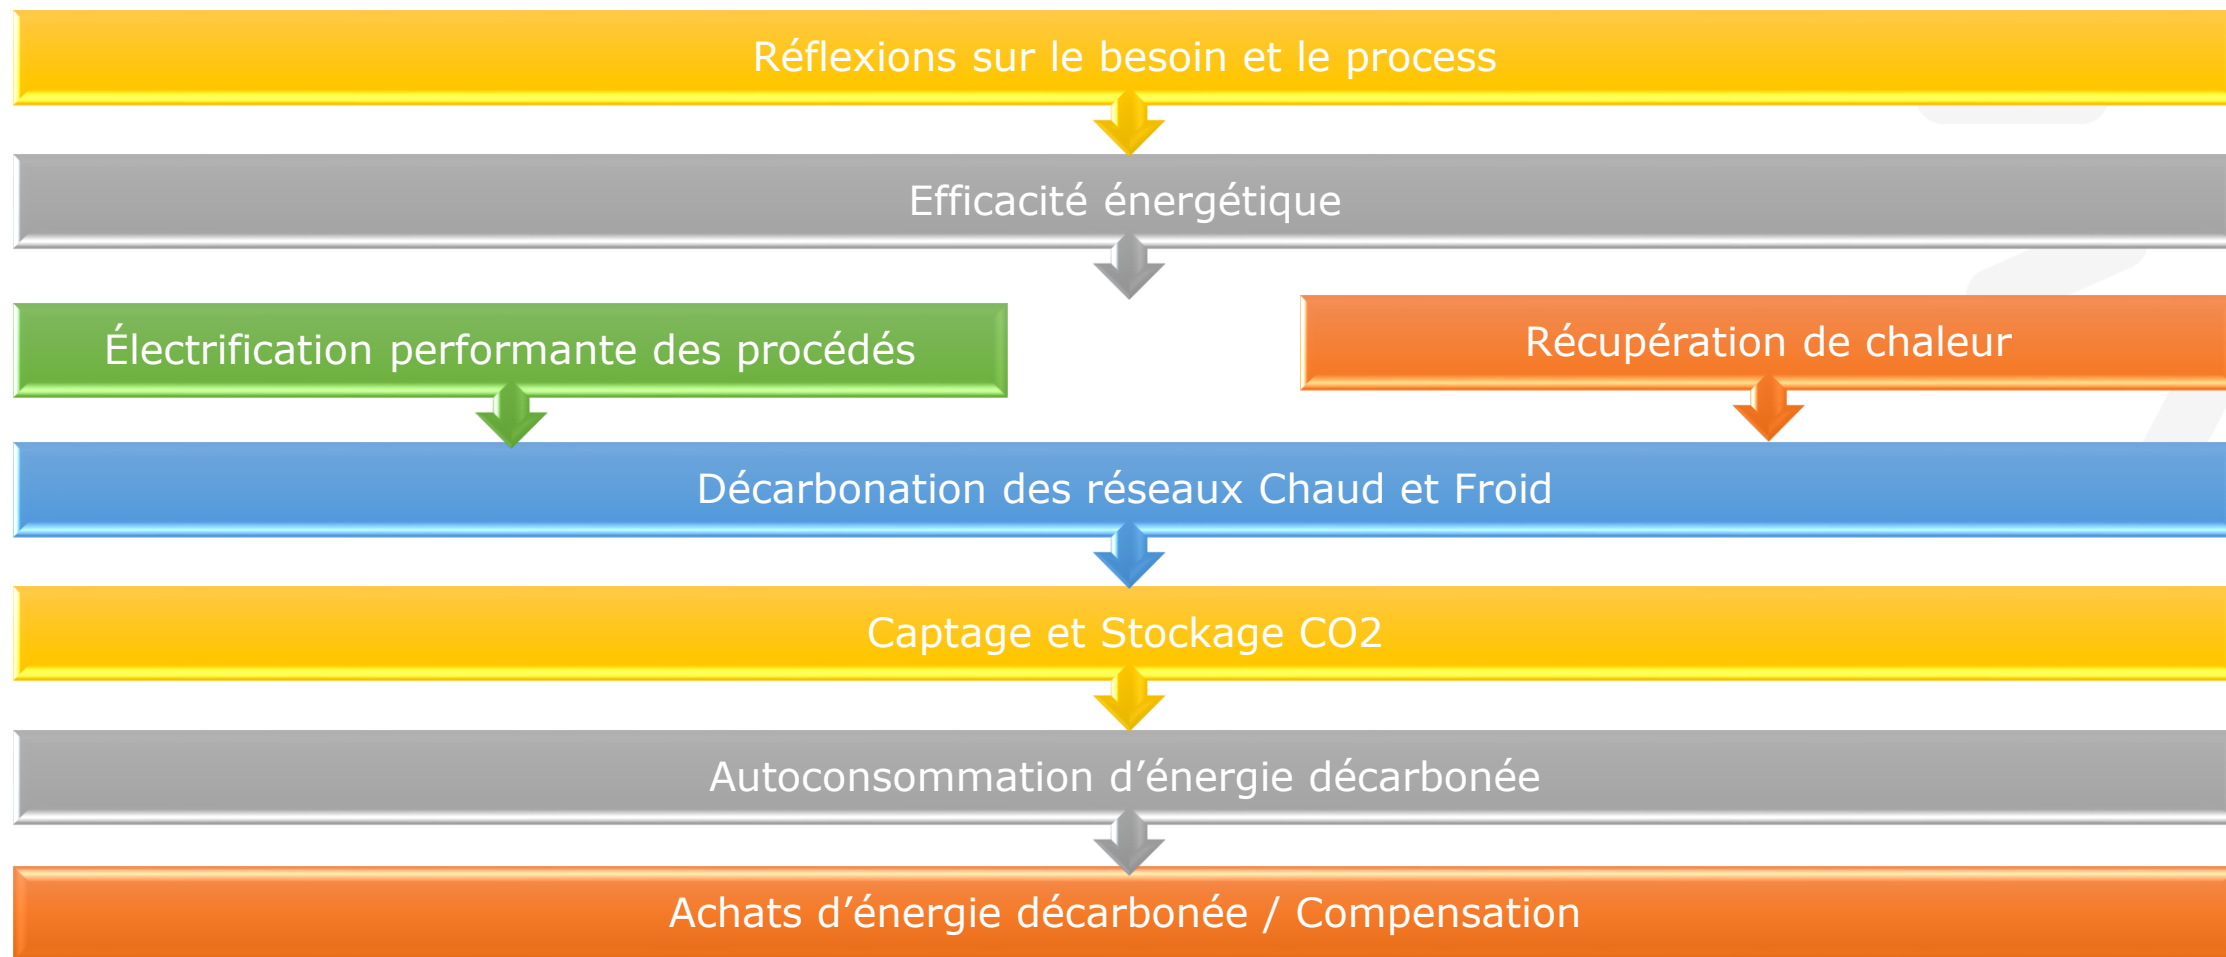 Réflexions sur le besoin et le process
Efficacité énergétique
Électrification performante des procédés
Récupération de chaleur
Décarbonation des réseaux Chaud et Froid
Captage et Stockage CO2
Autoconsommation d’énergie décarbonée
Achats d’énergie décarbonée / Compensation